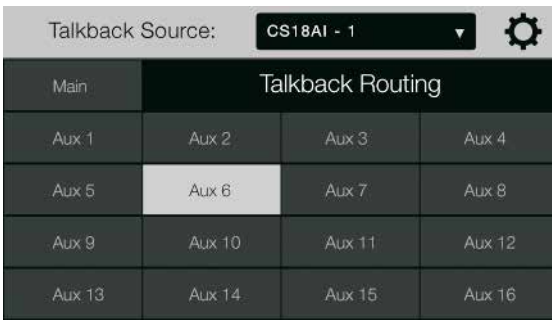 Talkback Source: CS18AI - 1
Main Talkback Routing
Aux 1 Aux 2 Aux 3 Aux 4
Aux 5 Aux 6 Aux 7 Aux 8
Aux 9 Aux 10 Aux 11 Aux 12
Aux 13 Aux 14 Aux 15 Aux 16